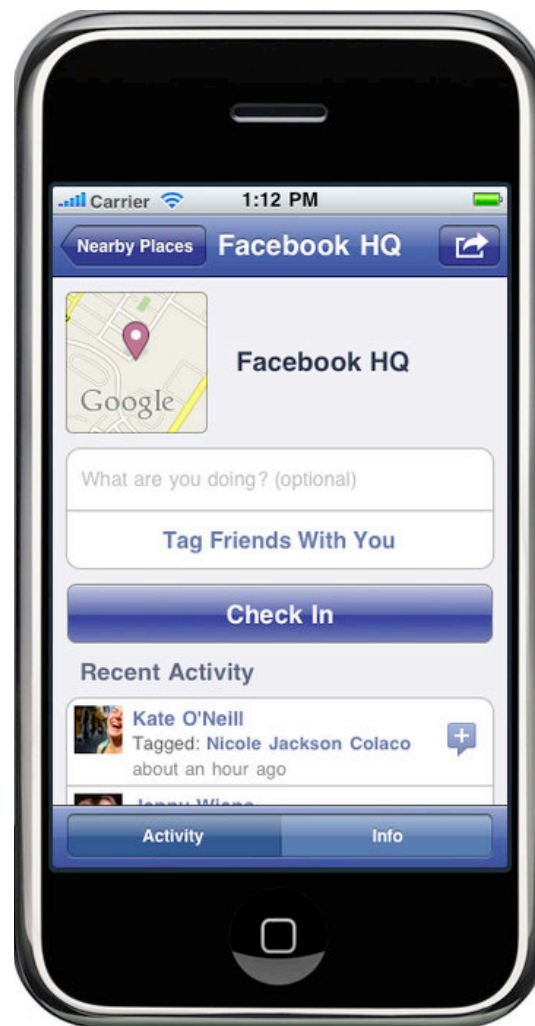 Carrier 1:12 PM
Nearby Places Facebook HQ
Google
Facebook HQ
What are you doing? (optional)
Tag Friends With You
Check In
Recent Activity
Kate O'Neill
Tagged: Nicole Jackson Colaco
about an hour ago
Activity Info